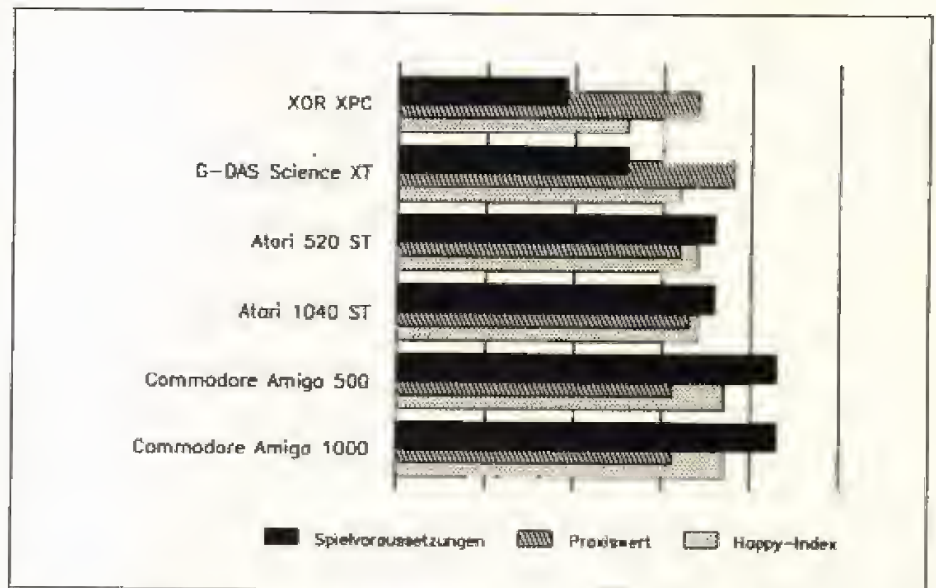 XOR XPC
G-DAS Science XT
Atari 520 ST
Atari 1040 ST
Commodore Amiga 500
Commodore Amiga 1000
Spielvoraussetzungen Praxiswert Happy-Index